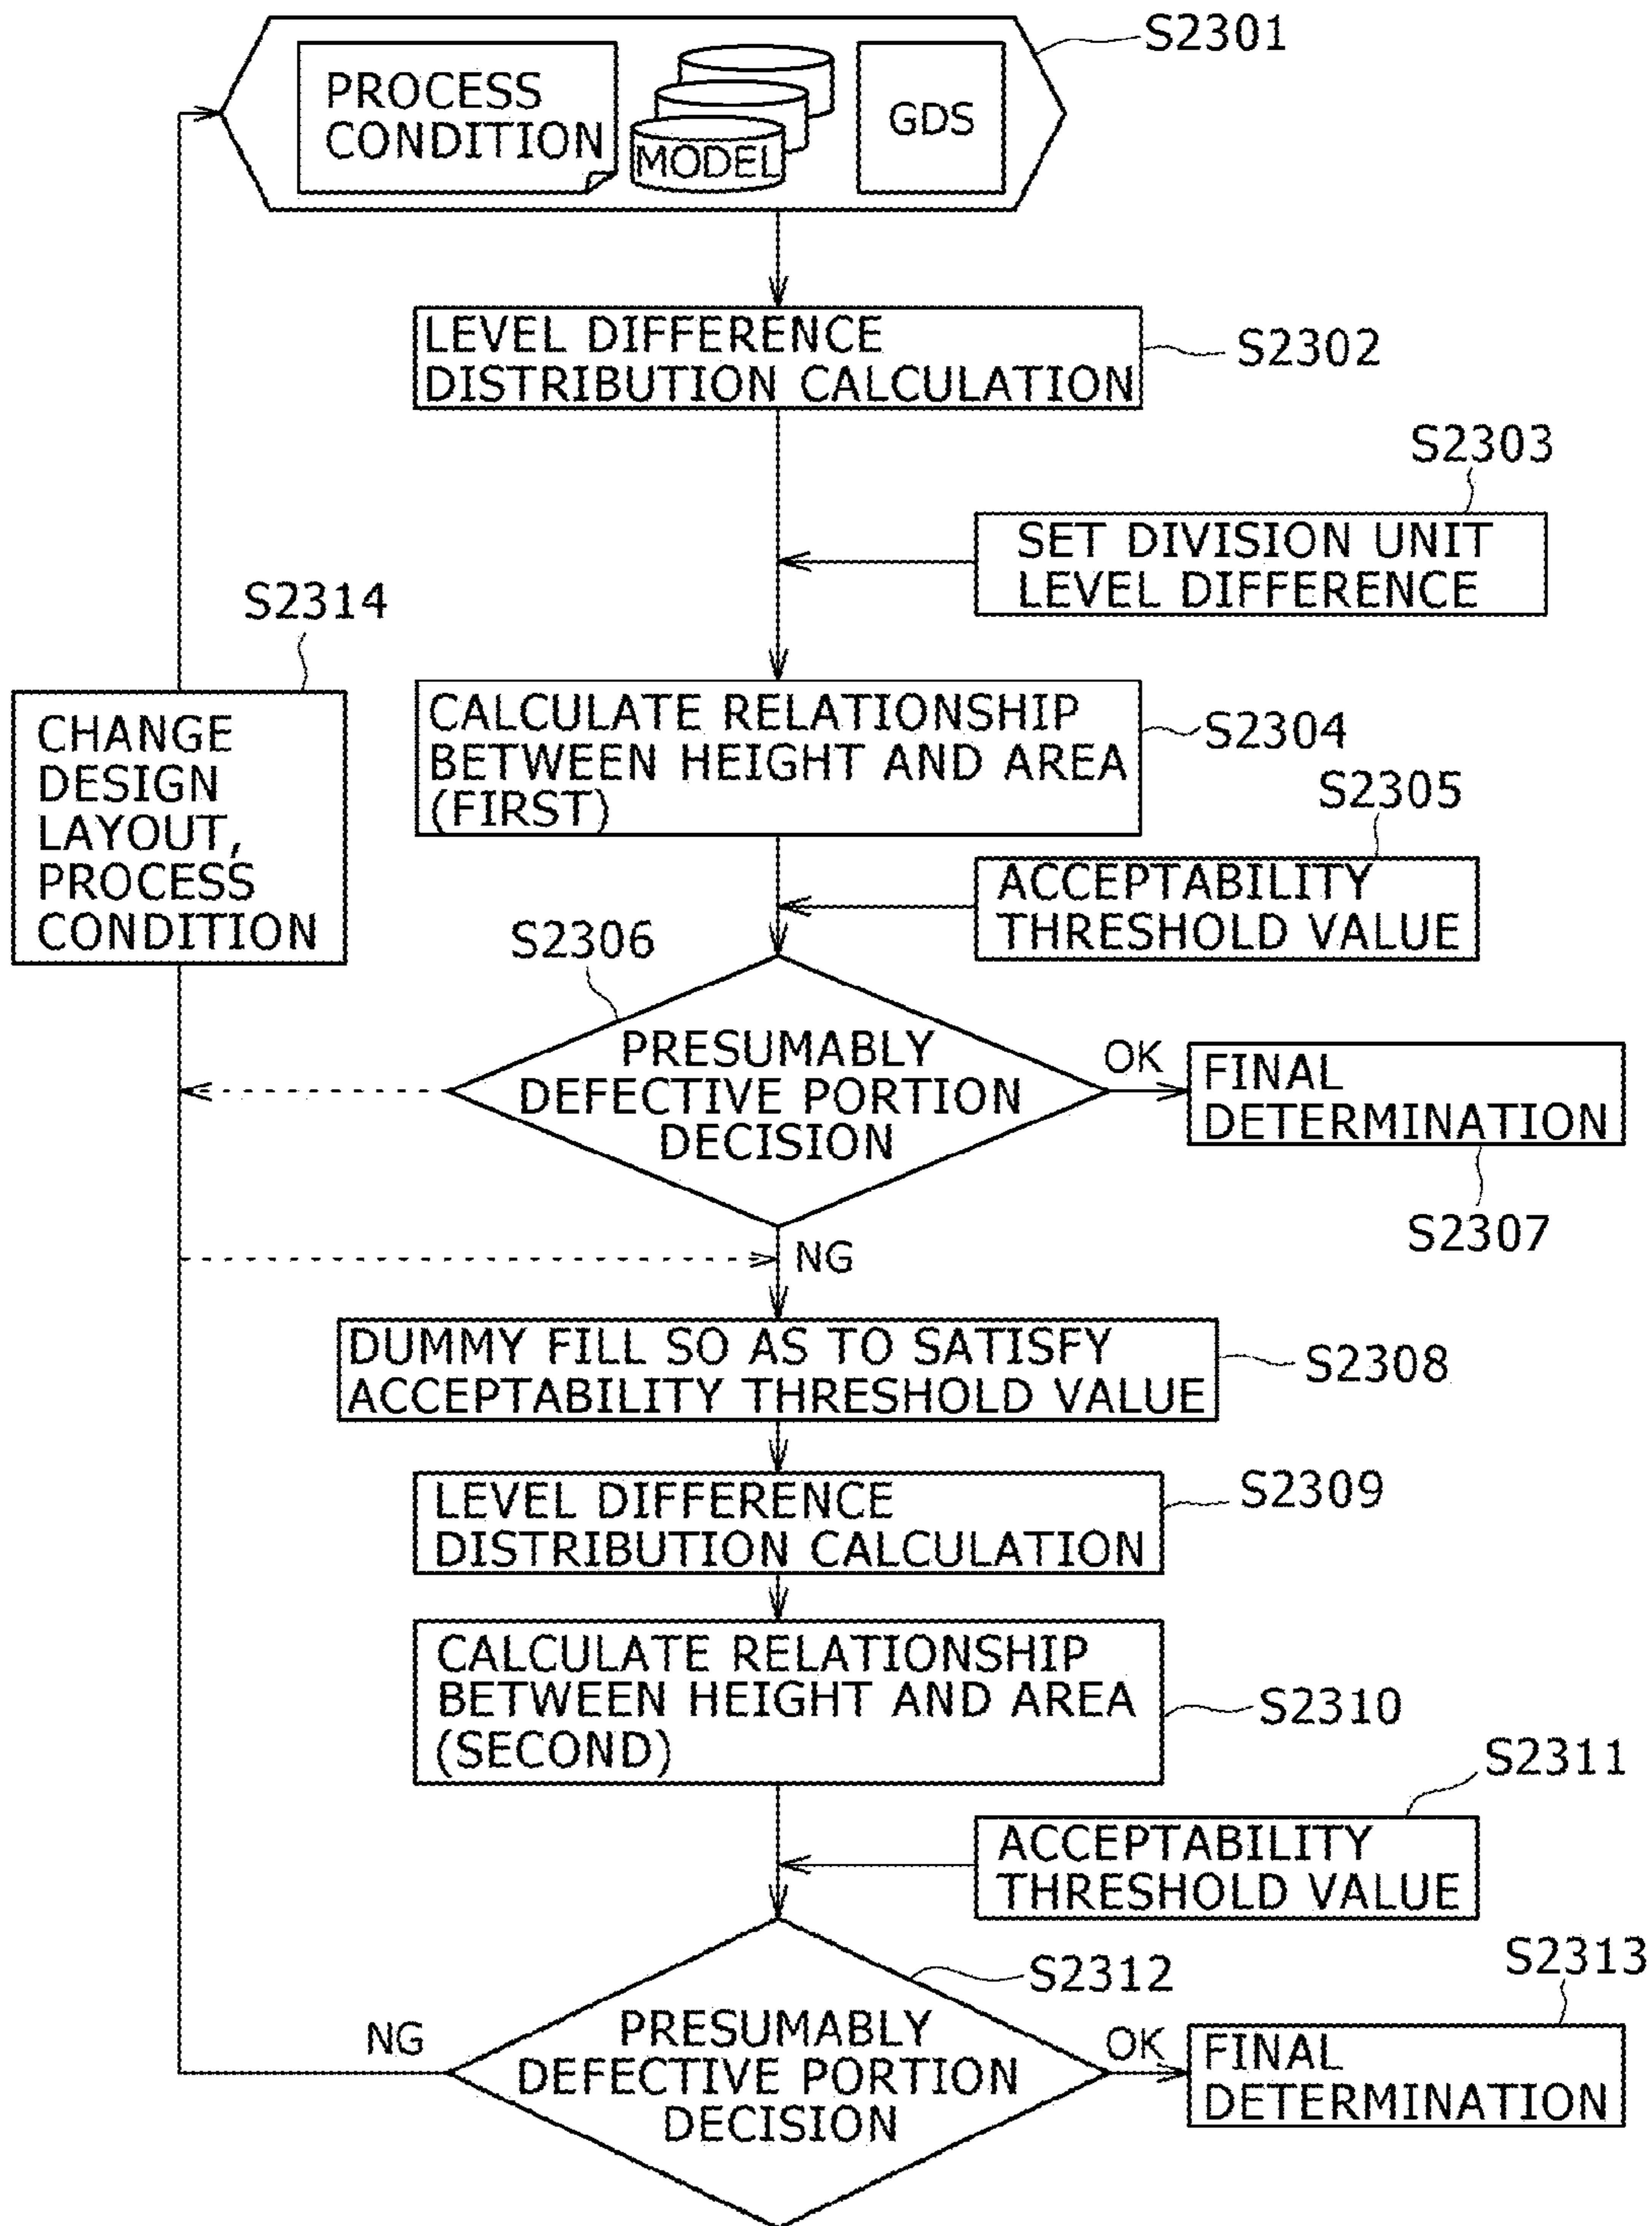 S2301
PROCESS
CONDITION
MODEL
GDS
LEVEL DIFFERENCE
DISTRIBUTION CALCULATION
S2302
S2303
SET DIVISION UNIT
LEVEL DIFFERENCE
S2314
CHANGE
DESIGN
LAYOUT,
PROCESS
CONDITION
CALCULATE RELATIONSHIP
BETWEEN HEIGHT AND AREA
(FIRST)
S2304
S2305
ACCEPTABILITY
THRESHOLD VALUE
S2306
PRESUMABLY
DEFECTIVE PORTION
DECISION
OK
FINAL
DETERMINATION
S2307
NG
DUMMY FILL SO AS TO SATISFY
ACCEPTABILITY THRESHOLD VALUE
S2308
LEVEL DIFFERENCE
DISTRIBUTION CALCULATION
S2309
CALCULATE RELATIONSHIP
BETWEEN HEIGHT AND AREA
(SECOND)
S2310
S2311
ACCEPTABILITY
THRESHOLD VALUE
S2312
PRESUMABLY
DEFECTIVE PORTION
DECISION
NG
OK
S2313
FINAL
DETERMINATION